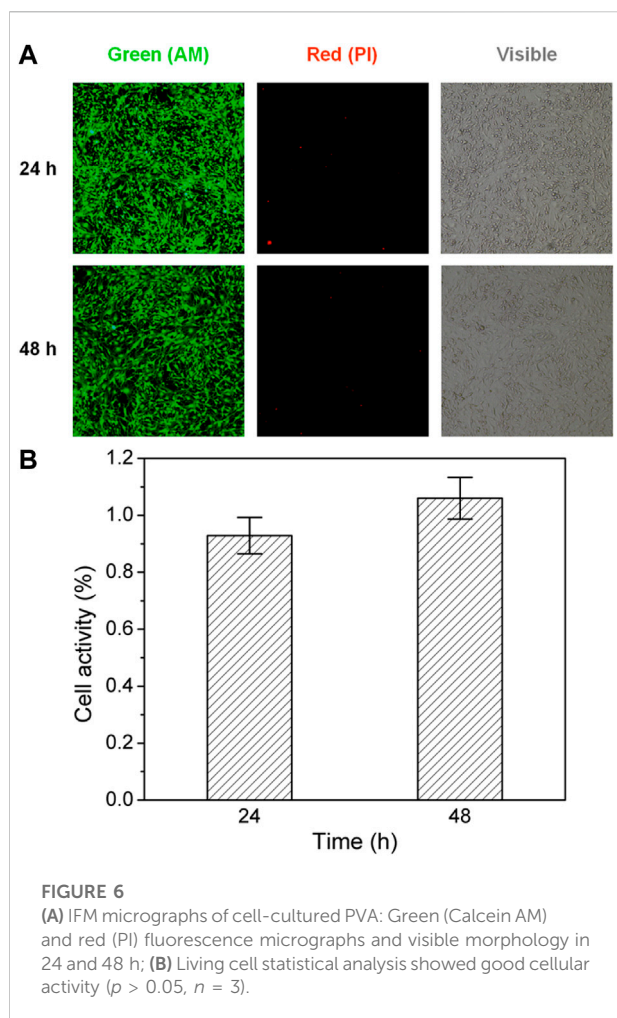 A
Green (AM) Red (PI) Visible
24 h
48 h
B
1.2
1.0
0.8
0.6
0.4
0.2
0.0
Cell activity (%)
24 48
Time (h)
FIGURE 6
(A) IFM micrographs of cell-cultured PVA: Green (Calcein AM)
and red (PI) fluorescence micrographs and visible morphology in
24 and 48 h; (B) Living cell statistical analysis showed good cellular
activity (p > 0.05, n = 3).